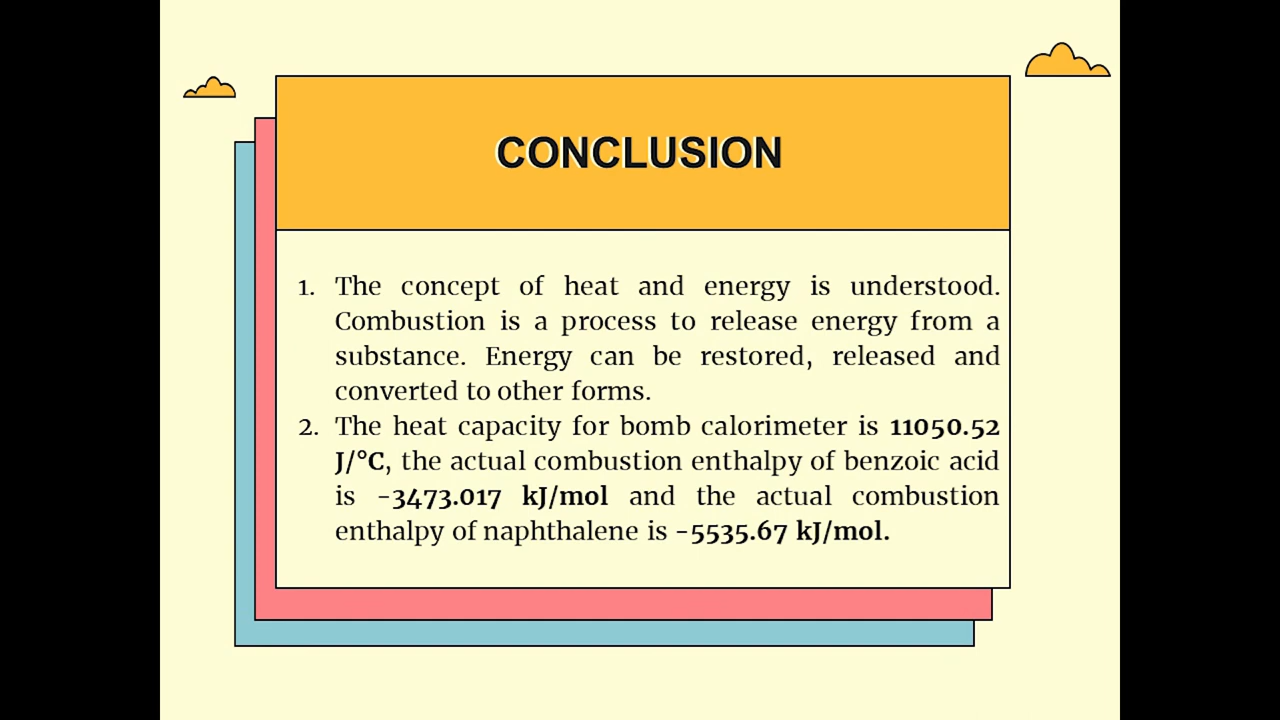 CONCLUSION
1. The concept of heat and energy is understood.
Combustion is a process to release energy from a
substance. Energy can be restored, released and
converted to other forms.
2. The heat capacity for bomb calorimeter is 11050.52
J/°C, the actual combustion enthalpy of benzoic acid
is -3473.017 kJ/mol and the actual combustion
enthalpy of naphthalene is -5535.67 kJ/mol.